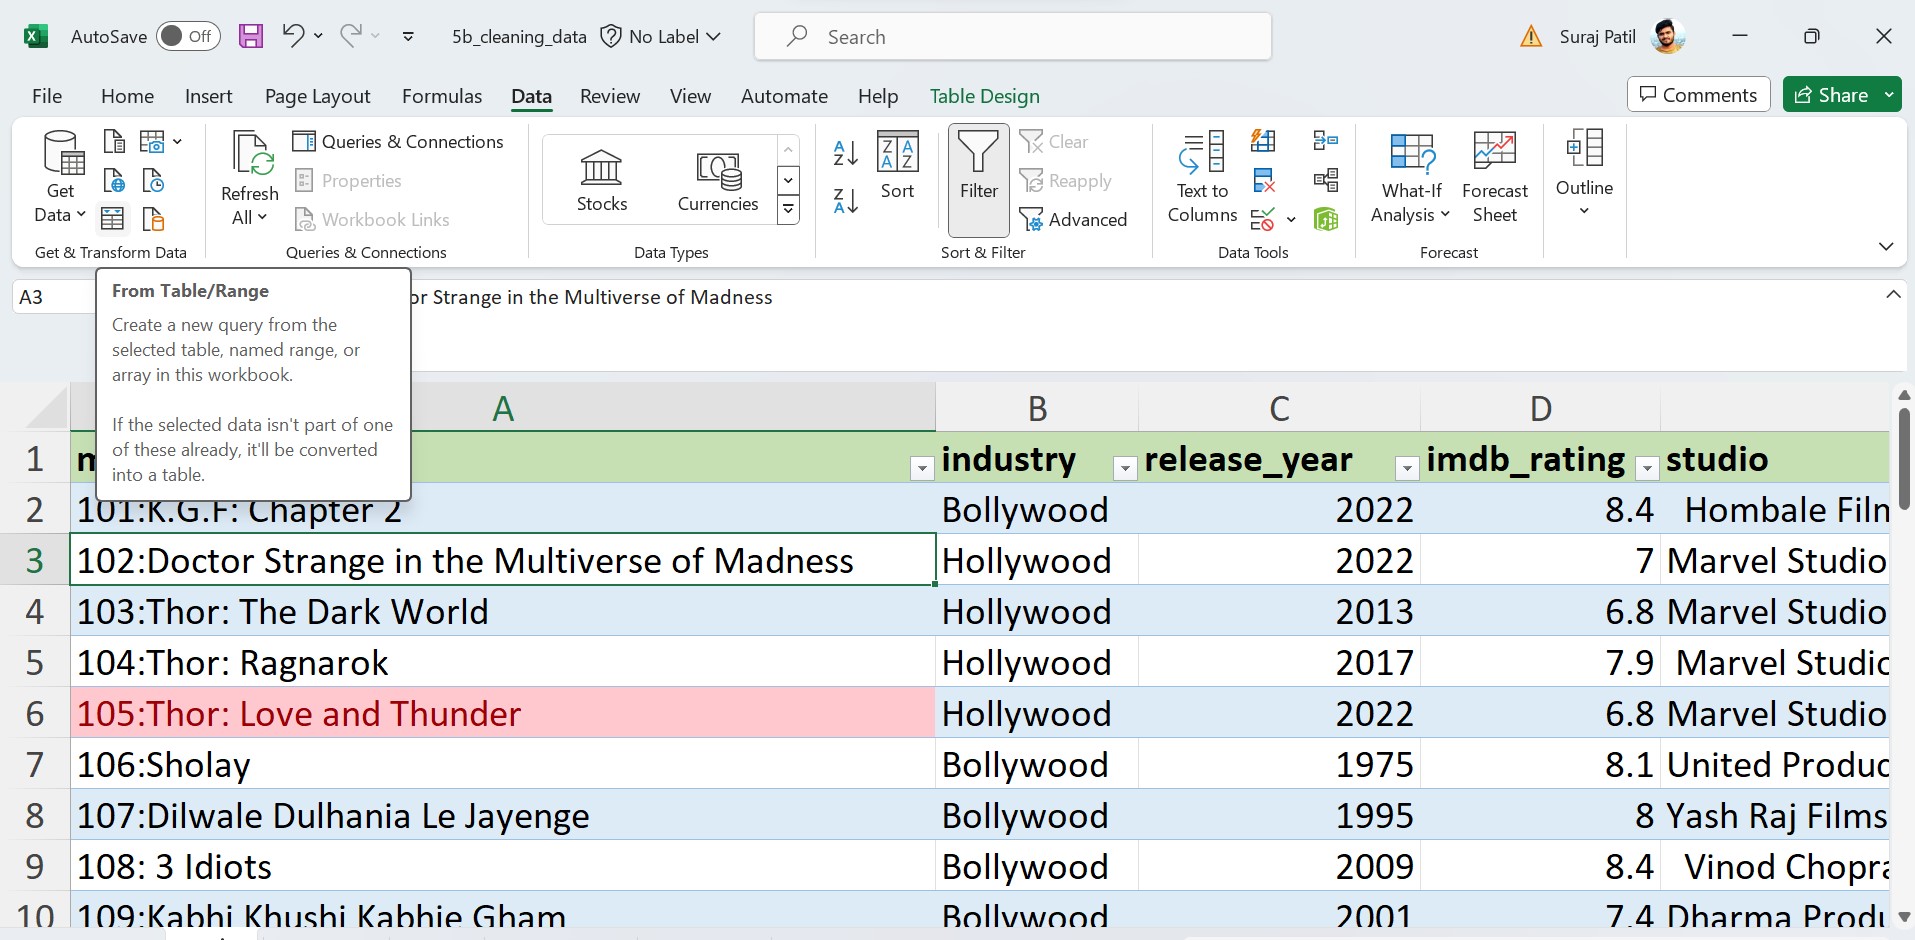 AutoSave Off 5b_cleaning_data No Label Search Suraj Patil
File Home Insert Page Layout Formulas Data Review View Automate Help Table Design Comments Share
Get Data
Get & Transform Data
Refresh All
Queries & Connections
Properties
Workbook Links
Queries & Connections
Stocks Currencies
Data Types
Sort
Filter
Clear
Reapply
Advanced
Sort & Filter
Text to Columns
Data Tools
What-If Analysis
Forecast Sheet
Forecast
Outline
A3 or Strange in the Multiverse of Madness
From Table/Range
Create a new query from the
selected table, named range, or
array in this workbook.
If the selected data isn't part of one
of these already, it'll be converted
into a table.
A B C D
1 industry release_year imdb_rating studio
2 101:K.G.F: Chapter 2 Bollywood 2022 8.4 Hombale Film
3 102:Doctor Strange in the Multiverse of Madness Hollywood 2022 7 Marvel Studio
4 103:Thor: The Dark World Hollywood 2013 6.8 Marvel Studio
5 104:Thor: Ragnarok Hollywood 2017 7.9 Marvel Studio
6 105:Thor: Love and Thunder Hollywood 2022 6.8 Marvel Studio
7 106:Sholay Bollywood 1975 8.1 United Produc
8 107:Dilwale Dulhania Le Jayenge Bollywood 1995 8 Yash Raj Films
9 108: 3 Idiots Bollywood 2009 8.4 Vinod Chopra
10 109:Kabhi Khushi Kabhie Gham Bollywood 2001 7.4 Dharma Produ